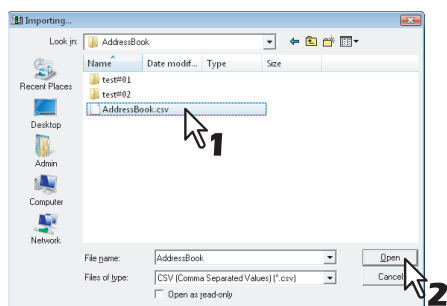 Importing...
Look in: AddressBook
Name Date modif... Type Size
test#01
test#02
AddressBook.csv
1
Recent Places
Desktop
Admin
Computer
Network
File name: AddressBook Open
Files of type: CSV (Comma Separated Values) (*.csv) Cancel
Open as read-only
2